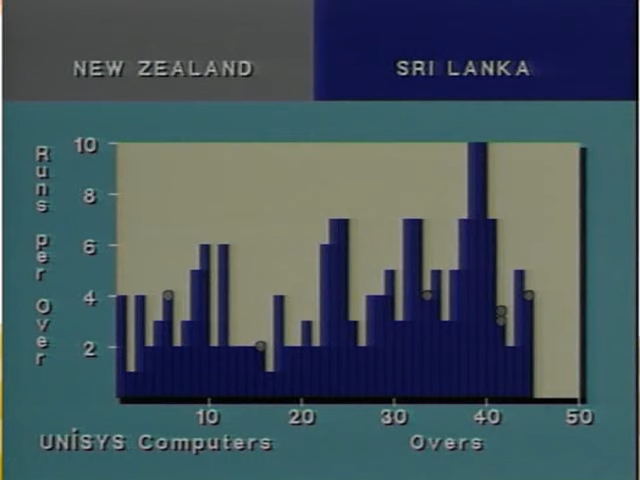 NEW ZEALAND
SRI LANKA
Runs per Over
10
8
6
4
2
10 20 30 40 50
UNISYS Computers
Overs